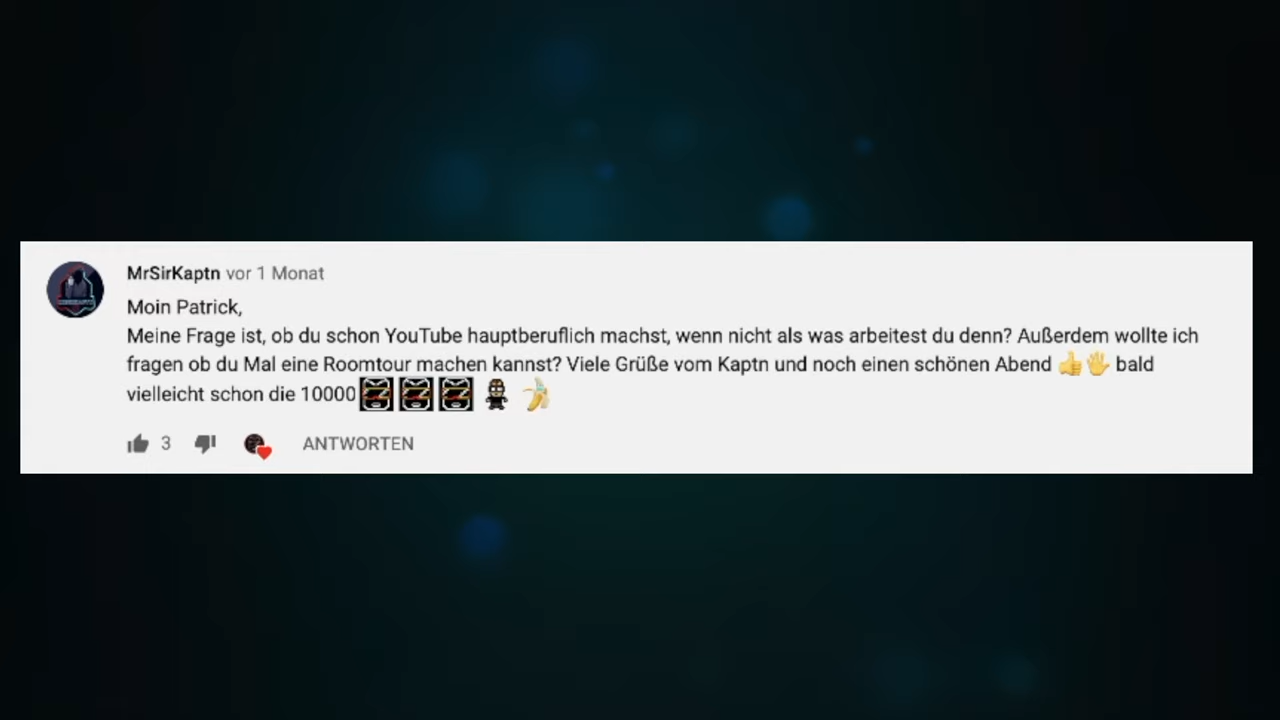 MrSirKaptn vor 1 Monat
Moin Patrick,
Meine Frage ist, ob du schon YouTube hauptberuflich machst, wenn nicht als was arbeitest du denn? Außerdem wollte ich
fragen ob du Mal eine Roomtour machen kannst? Viele Grüße vom Kaptn und noch einen schönen Abend 👍🖐 bald
vielleicht schon die 10000 🍌
3 ANTWORTEN